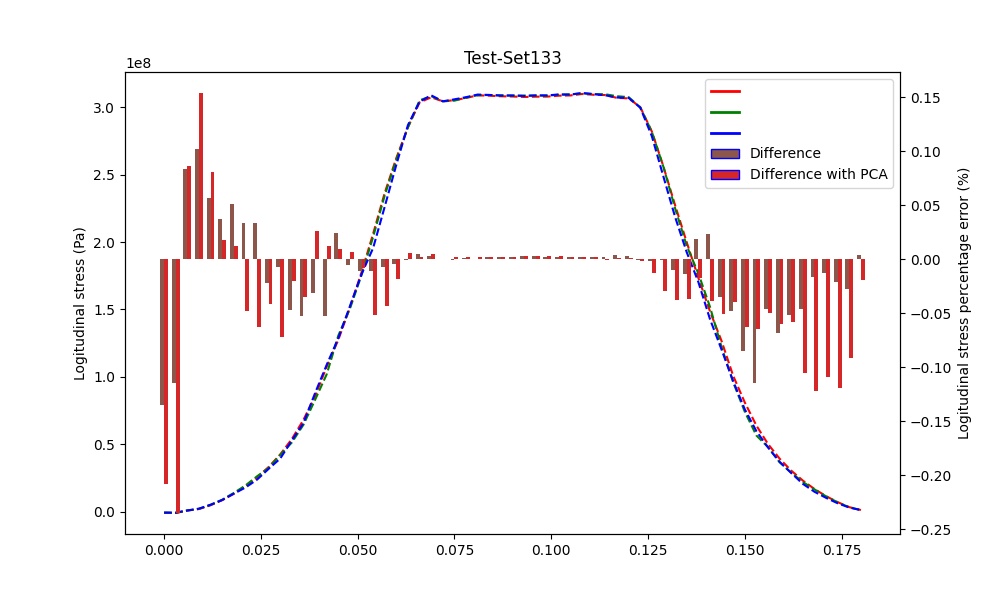 Test-Set133
1e8
Difference
Difference with PCA
Logitudinal stress (Pa)
3.0
2.5
2.0
1.5
1.0
0.5
0.0
0.15
0.10
0.05
0.00
−0.05
−0.10
−0.15
−0.20
−0.25
Logitudinal stress percentage error (%)
0.000 0.025 0.050 0.075 0.100 0.125 0.150 0.175